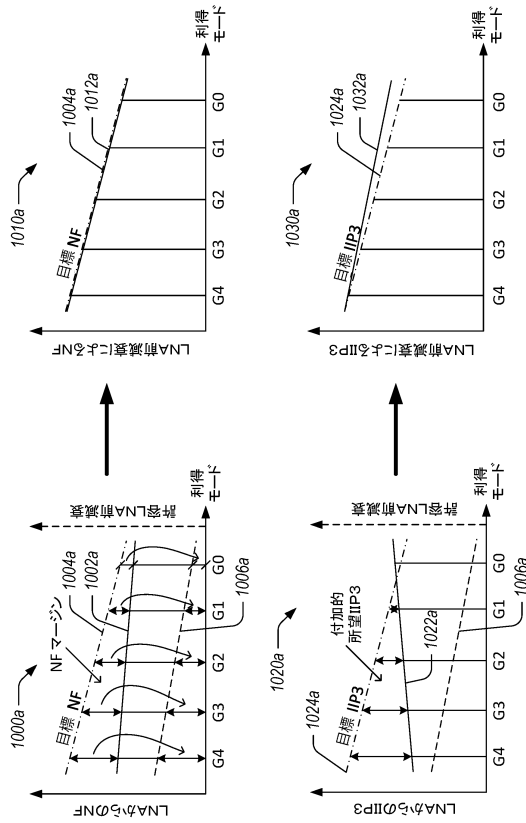 1000a
NFマージン
1004a
1002a
目標 NF
許容LNA前減衰
LNAからのNF
G4
G3
G2
G1
G0
利得
モード
1006a
1010a
1004a
1012a
目標 NF
LNA前減衰によるNF
G4
G3
G2
G1
G0
利得
モード
1020a
1024a
目標 IIP3
付加的
所望IIP3
1022a
許容LNA前減衰
LNAからのIIP3
G4
G3
G2
G1
G0
利得
モード
1006a
1030a
目標 IIP3
1024a
1032a
LNA前減衰によるIIP3
G4
G3
G2
G1
G0
利得
モード